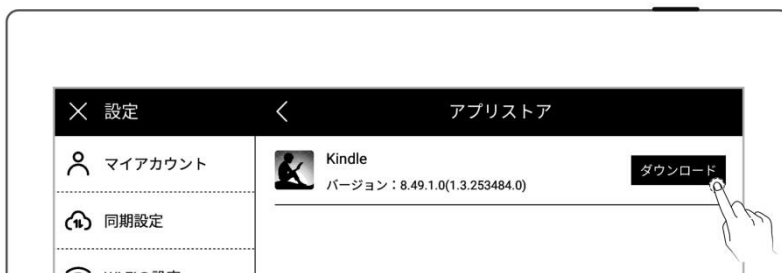 設定
アプリストア
マイアカウント
Kindle
バージョン：8.49.1.0(1.3.253484.0)
ダウンロード
同期設定